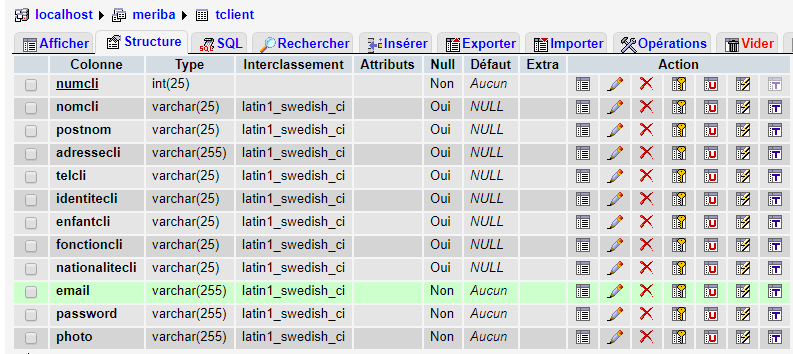 localhost meriba tclient
Afficher Structure SQL Rechercher Insérer Exporter Importer Opérations Vider
Colonne Type Interclassement Attributs Null Défaut Extra Action
numcli int(25) Non Aucun
nomcli varchar(25) latin1_swedish_ci Oui NULL
postnom varchar(25) latin1_swedish_ci Oui NULL
adressecli varchar(255) latin1_swedish_ci Oui NULL
telcli varchar(25) latin1_swedish_ci Oui NULL
identitecli varchar(25) latin1_swedish_ci Oui NULL
enfantcli varchar(25) latin1_swedish_ci Oui NULL
fonctioncli varchar(25) latin1_swedish_ci Oui NULL
nationalitecli varchar(25) latin1_swedish_ci Oui NULL
email varchar(255) latin1_swedish_ci Non Aucun
password varchar(255) latin1_swedish_ci Non Aucun
photo varchar(255) latin1_swedish_ci Non Aucun